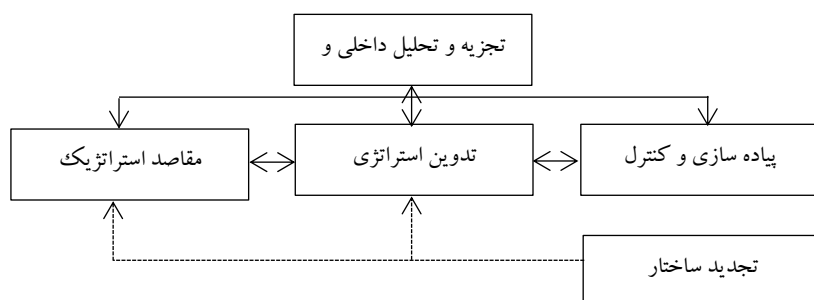 تجزیه و تحلیل داخلی و
پیاده سازی و کنترل
تدوین استراتژی
مقاصد استراتژیک
تجدید ساختار